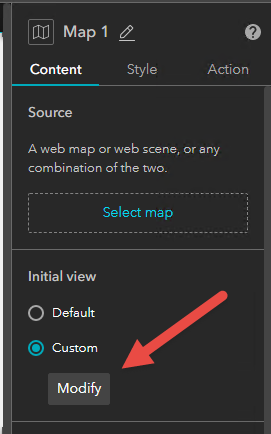 Map 1
Content Style Action
Source
A web map or web scene, or any
combination of the two.
Select map
Initial view
Default
Custom
Modify